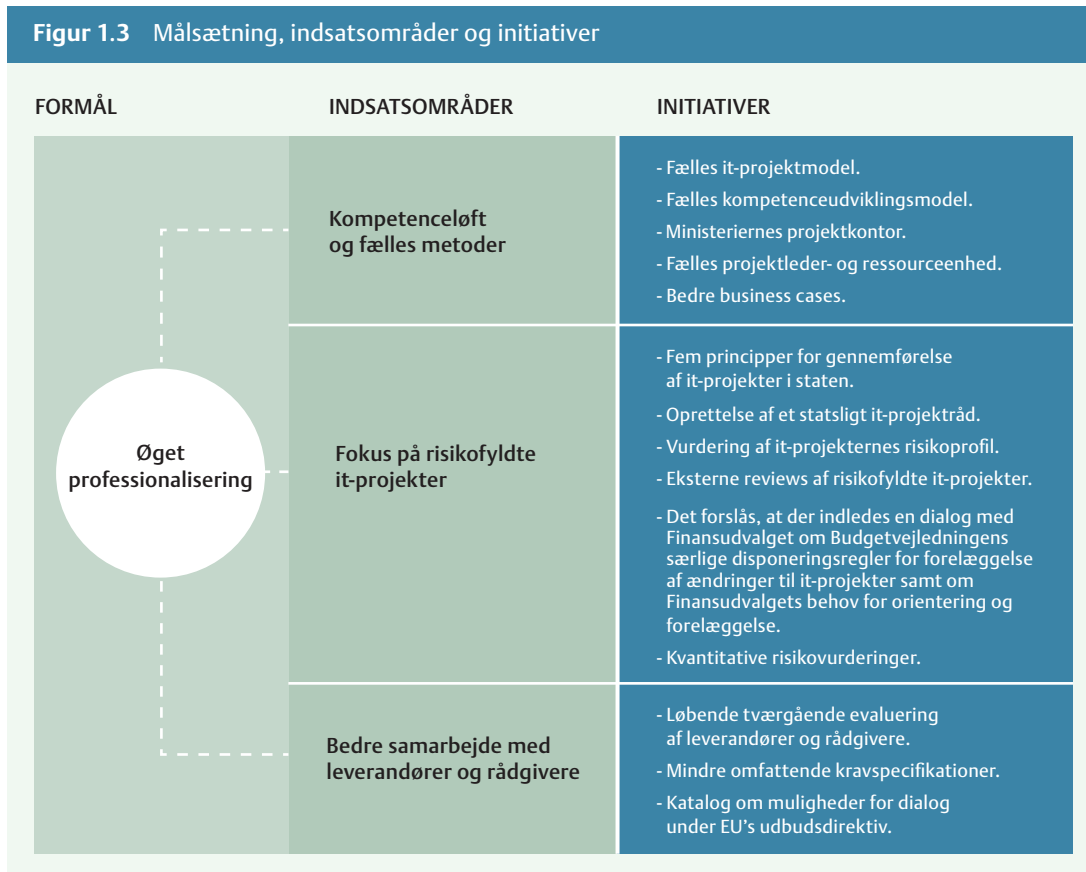 Figur 1.3 Målsætning, indsatsområder og initiativer
FORMÅL
INDSATSOMRÅDER
INITIATIVER
Øget
professionalisering
Kompetenceløft
og fælles metoder
- Fælles it-projektmodel.
- Fælles kompetenceudviklingsmodel.
- Ministeriernes projektkontor.
- Fælles projektleder- og ressourceenhed.
- Bedre business cases.
Fokus på risikofyldte
it-projekter
- Fem principper for gennemførelse
af it-projekter i staten.
- Oprettelse af et statsligt it-projektråd.
- Vurdering af it-projekternes risikoprofil.
- Eksterne reviews af risikofyldte it-projekter.
- Det forslås, at der indledes en dialog med
Finansudvalget om Budgetvejledningens
særlige disponeringsregler for forelæggelse
af ændringer til it-projekter samt om
Finansudvalgets behov for orientering og
forelæggelse.
- Kvantitative risikovurderinger.
Bedre samarbejde med
leverandører og rådgivere
- Løbende tværgående evaluering
af leverandører og rådgivere.
- Mindre omfattende kravspecifikationer.
- Katalog om muligheder for dialog
under EU's udbudsdirektiv.